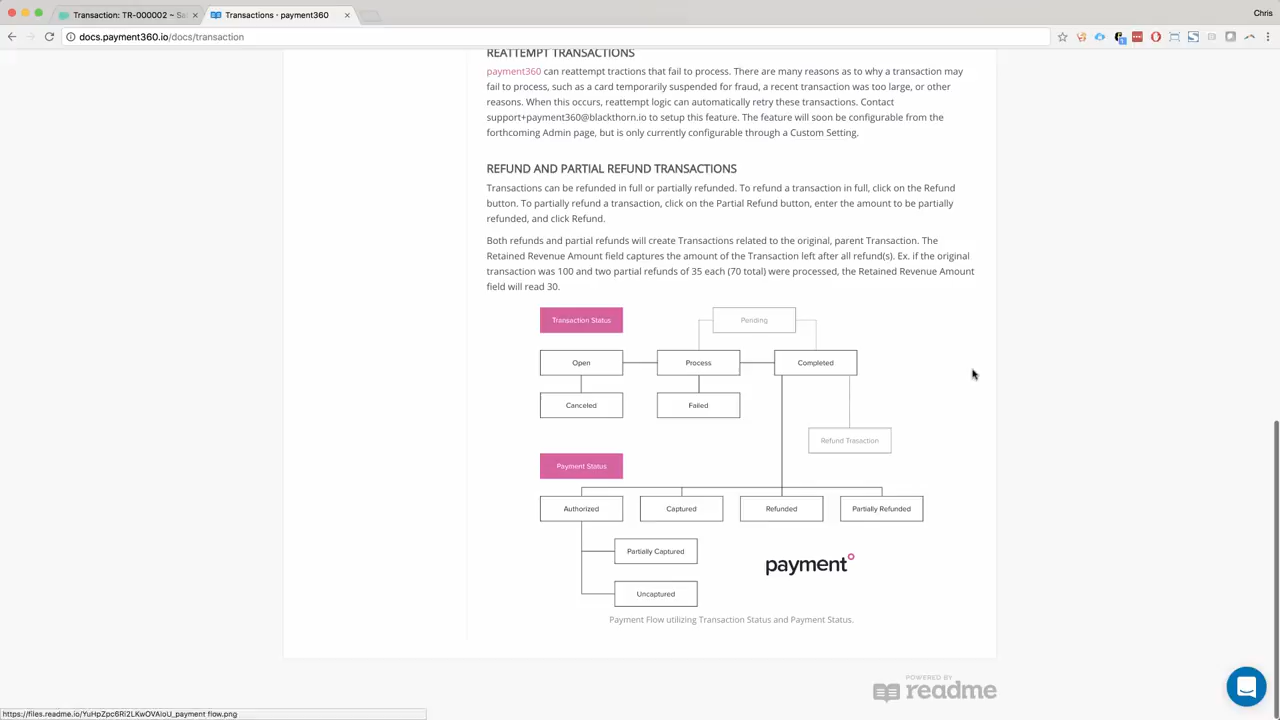 Transaction: TR-000002 ~ Sa
Transactions · payment360
Chris
docs.payment360.io/docs/transaction
REATTEMPT TRANSACTIONS
payment360 can reattempt tractions that fail to process. There are many reasons as to why a transaction may
fail to process, such as a card temporarily suspended for fraud, a recent transaction was too large, or other
reasons. When this occurs, reattempt logic can automatically retry these transactions. Contact
support+payment360@blackthorn.io to setup this feature. The feature will soon be configurable from the
forthcoming Admin page, but is only currently configurable through a Custom Setting.
REFUND AND PARTIAL REFUND TRANSACTIONS
Transactions can be refunded in full or partially refunded. To refund a transaction in full, click on the Refund
button. To partially refund a transaction, click on the Partial Refund button, enter the amount to be partially
refunded, and click Refund.
Both refunds and partial refunds will create Transactions related to the original, parent Transaction. The
Retained Revenue Amount field captures the amount of the Transaction left after all refund(s). Ex. if the original
transaction was 100 and two partial refunds of 35 each (70 total) were processed, the Retained Revenue Amount
field will read 30.
Transaction Status
Pending
Open
Process
Completed
Canceled
Failed
Refund Trasaction
Payment Status
Authorized
Captured
Refunded
Partially Refunded
Partially Captured
payment
Uncaptured
Payment Flow utilizing Transaction Status and Payment Status.
POWERED BY
readme
https://files.readme.io/YuHpZpc6Ri2LKwOVAioU_payment flow.png